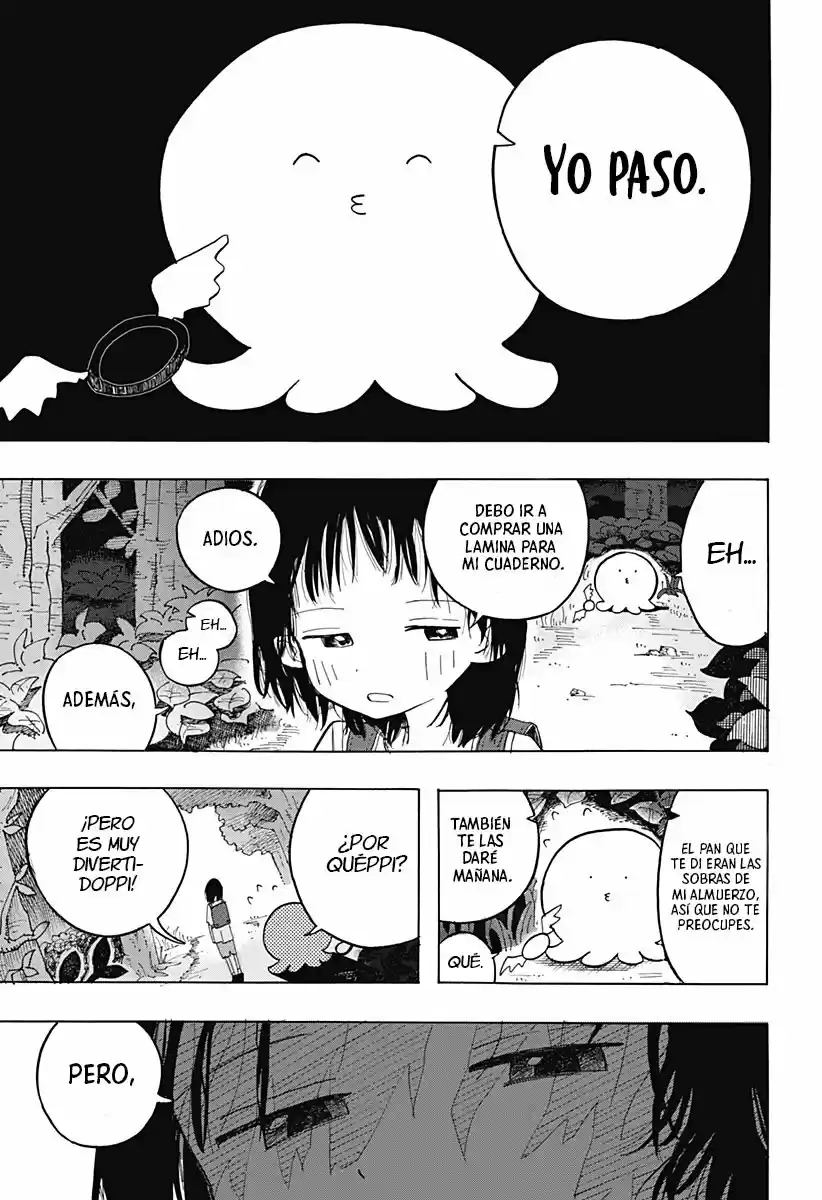 YO PASO.
EH...
DEBO IR A
COMPRAR UNA
LAMINA PARA
MI CUADERNO.
ADIOS.
EH...
EH...
ADEMÁS,
EL PAN QUE
TE DI ERAN LAS
SOBRAS DE
MI ALMUERZO,
ASÍ QUE NO TE
PREOCUPES.
TAMBIÉN
TE LAS
DARÉ
MAÑANA.
QUÉ.
¿POR
QUÉPPI?
¡PERO
ES MUY
DIVERTI-
DOPPI!
PERO,